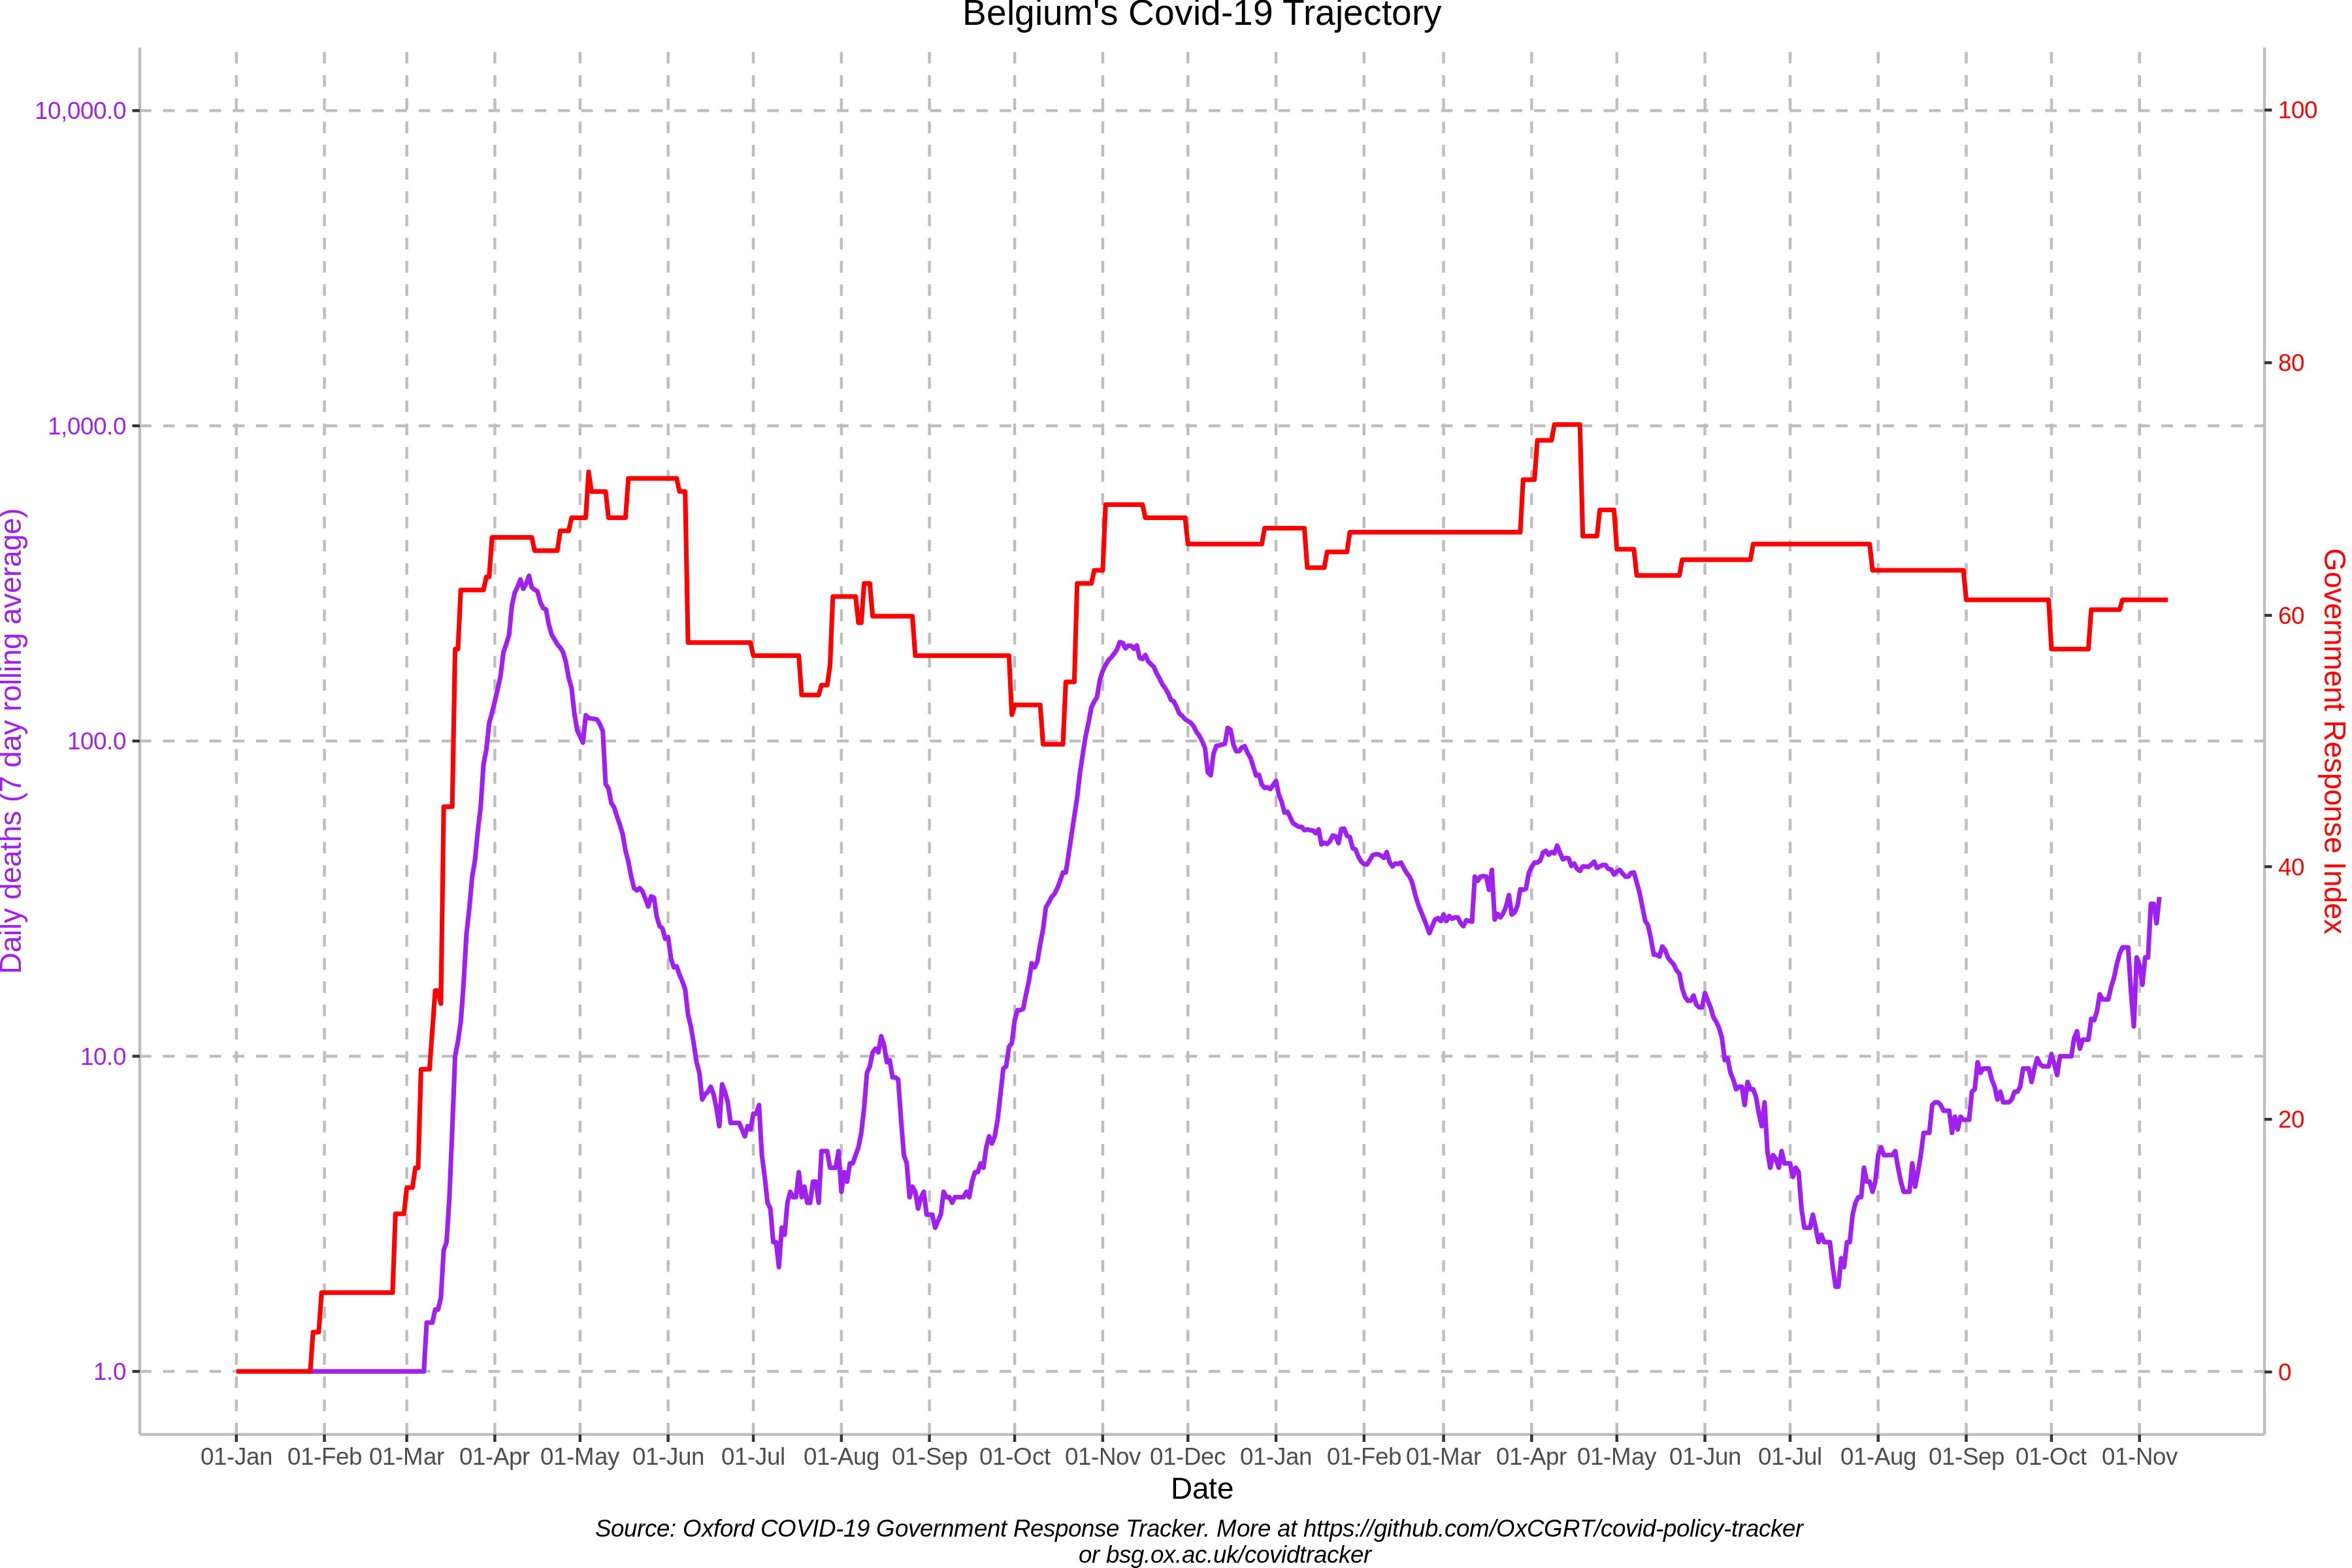 Belgium's Covid-19 Trajectory
10,000.0
1,000.0
100.0
10.0
1.0
Daily deaths (7 day rolling average)
100
80
60
40
20
0
Government Response Index
01-Jan 01-Feb 01-Mar 01-Apr 01-May 01-Jun 01-Jul 01-Aug 01-Sep 01-Oct 01-Nov 01-Dec 01-Jan 01-Feb 01-Mar 01-Apr 01-May 01-Jun 01-Jul 01-Aug 01-Sep 01-Oct 01-Nov
Date
Source: Oxford COVID-19 Government Response Tracker. More at https://github.com/OxCGRT/covid-policy-tracker
or bsg.ox.ac.uk/covidtracker